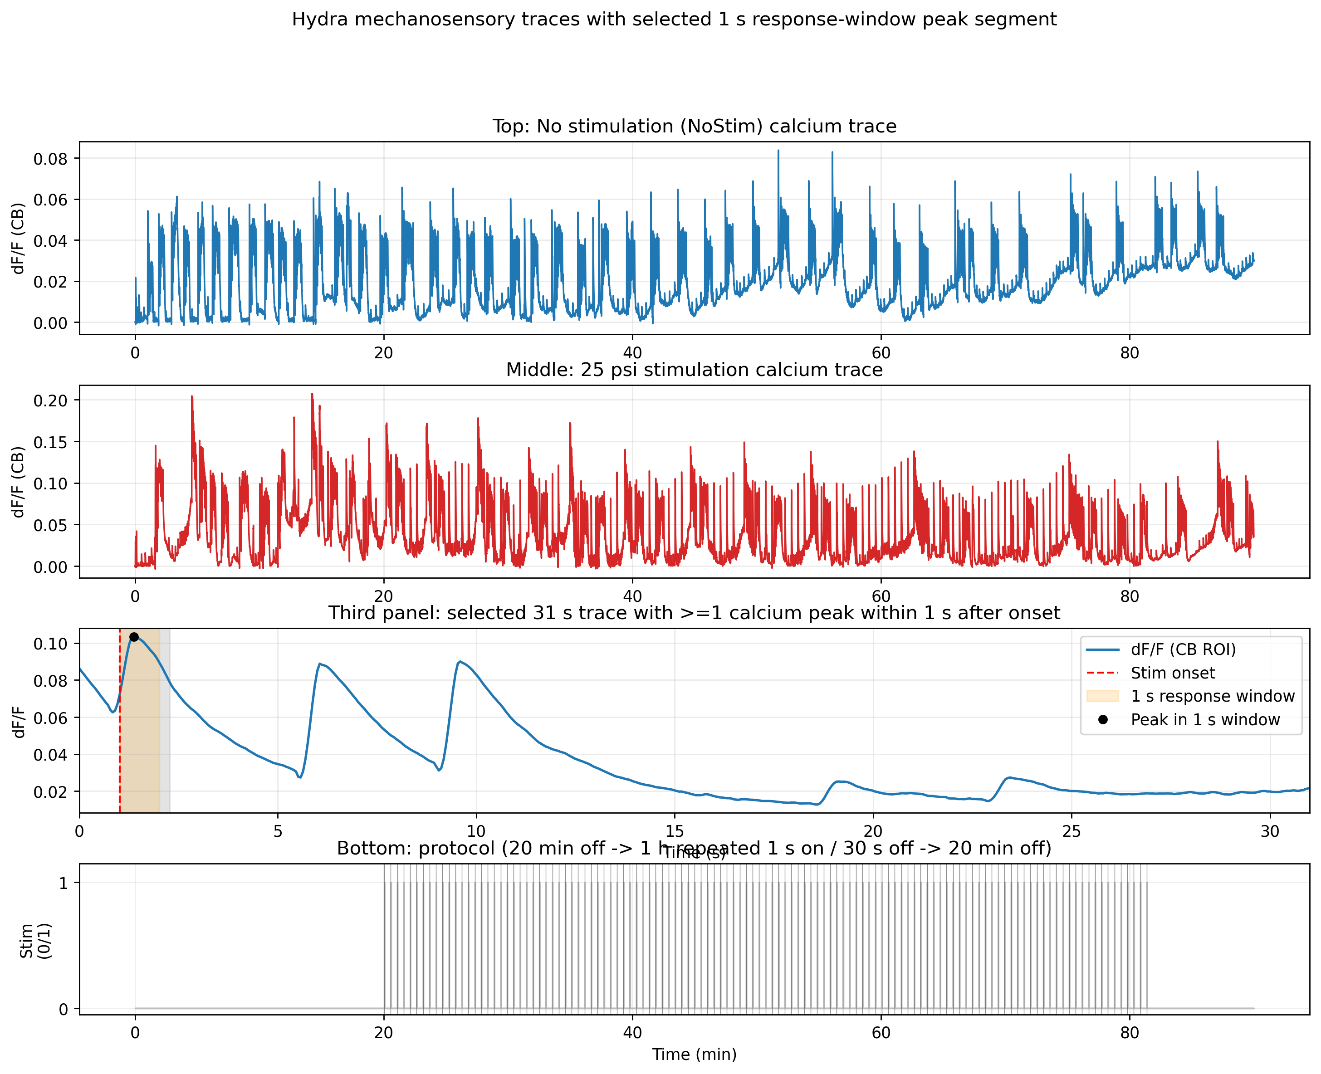 Hydra mechanosensory traces with selected 1 s response-window peak segment
Top: No stimulation (NoStim) calcium trace
dF/F (CB)
0.08
0.06
0.04
0.02
0.00
0 20 40 60 80
Middle: 25 psi stimulation calcium trace
dF/F (CB)
0.20
0.15
0.10
0.05
0.00
0 20 40 60 80
Third panel: selected 31 s trace with >=1 calcium peak within 1 s after onset
dF/F
0.10
0.08
0.06
0.04
0.02
dF/F (CB ROI)
Stim onset
1 s response window
Peak in 1 s window
0 5 10 15 20 25 30
Time (s)
Bottom: protocol (20 min off -> 1 h repeated 1 s on / 30 s off -> 20 min off)
Stim
(0/1)
1
0
0 20 40 60 80
Time (min)